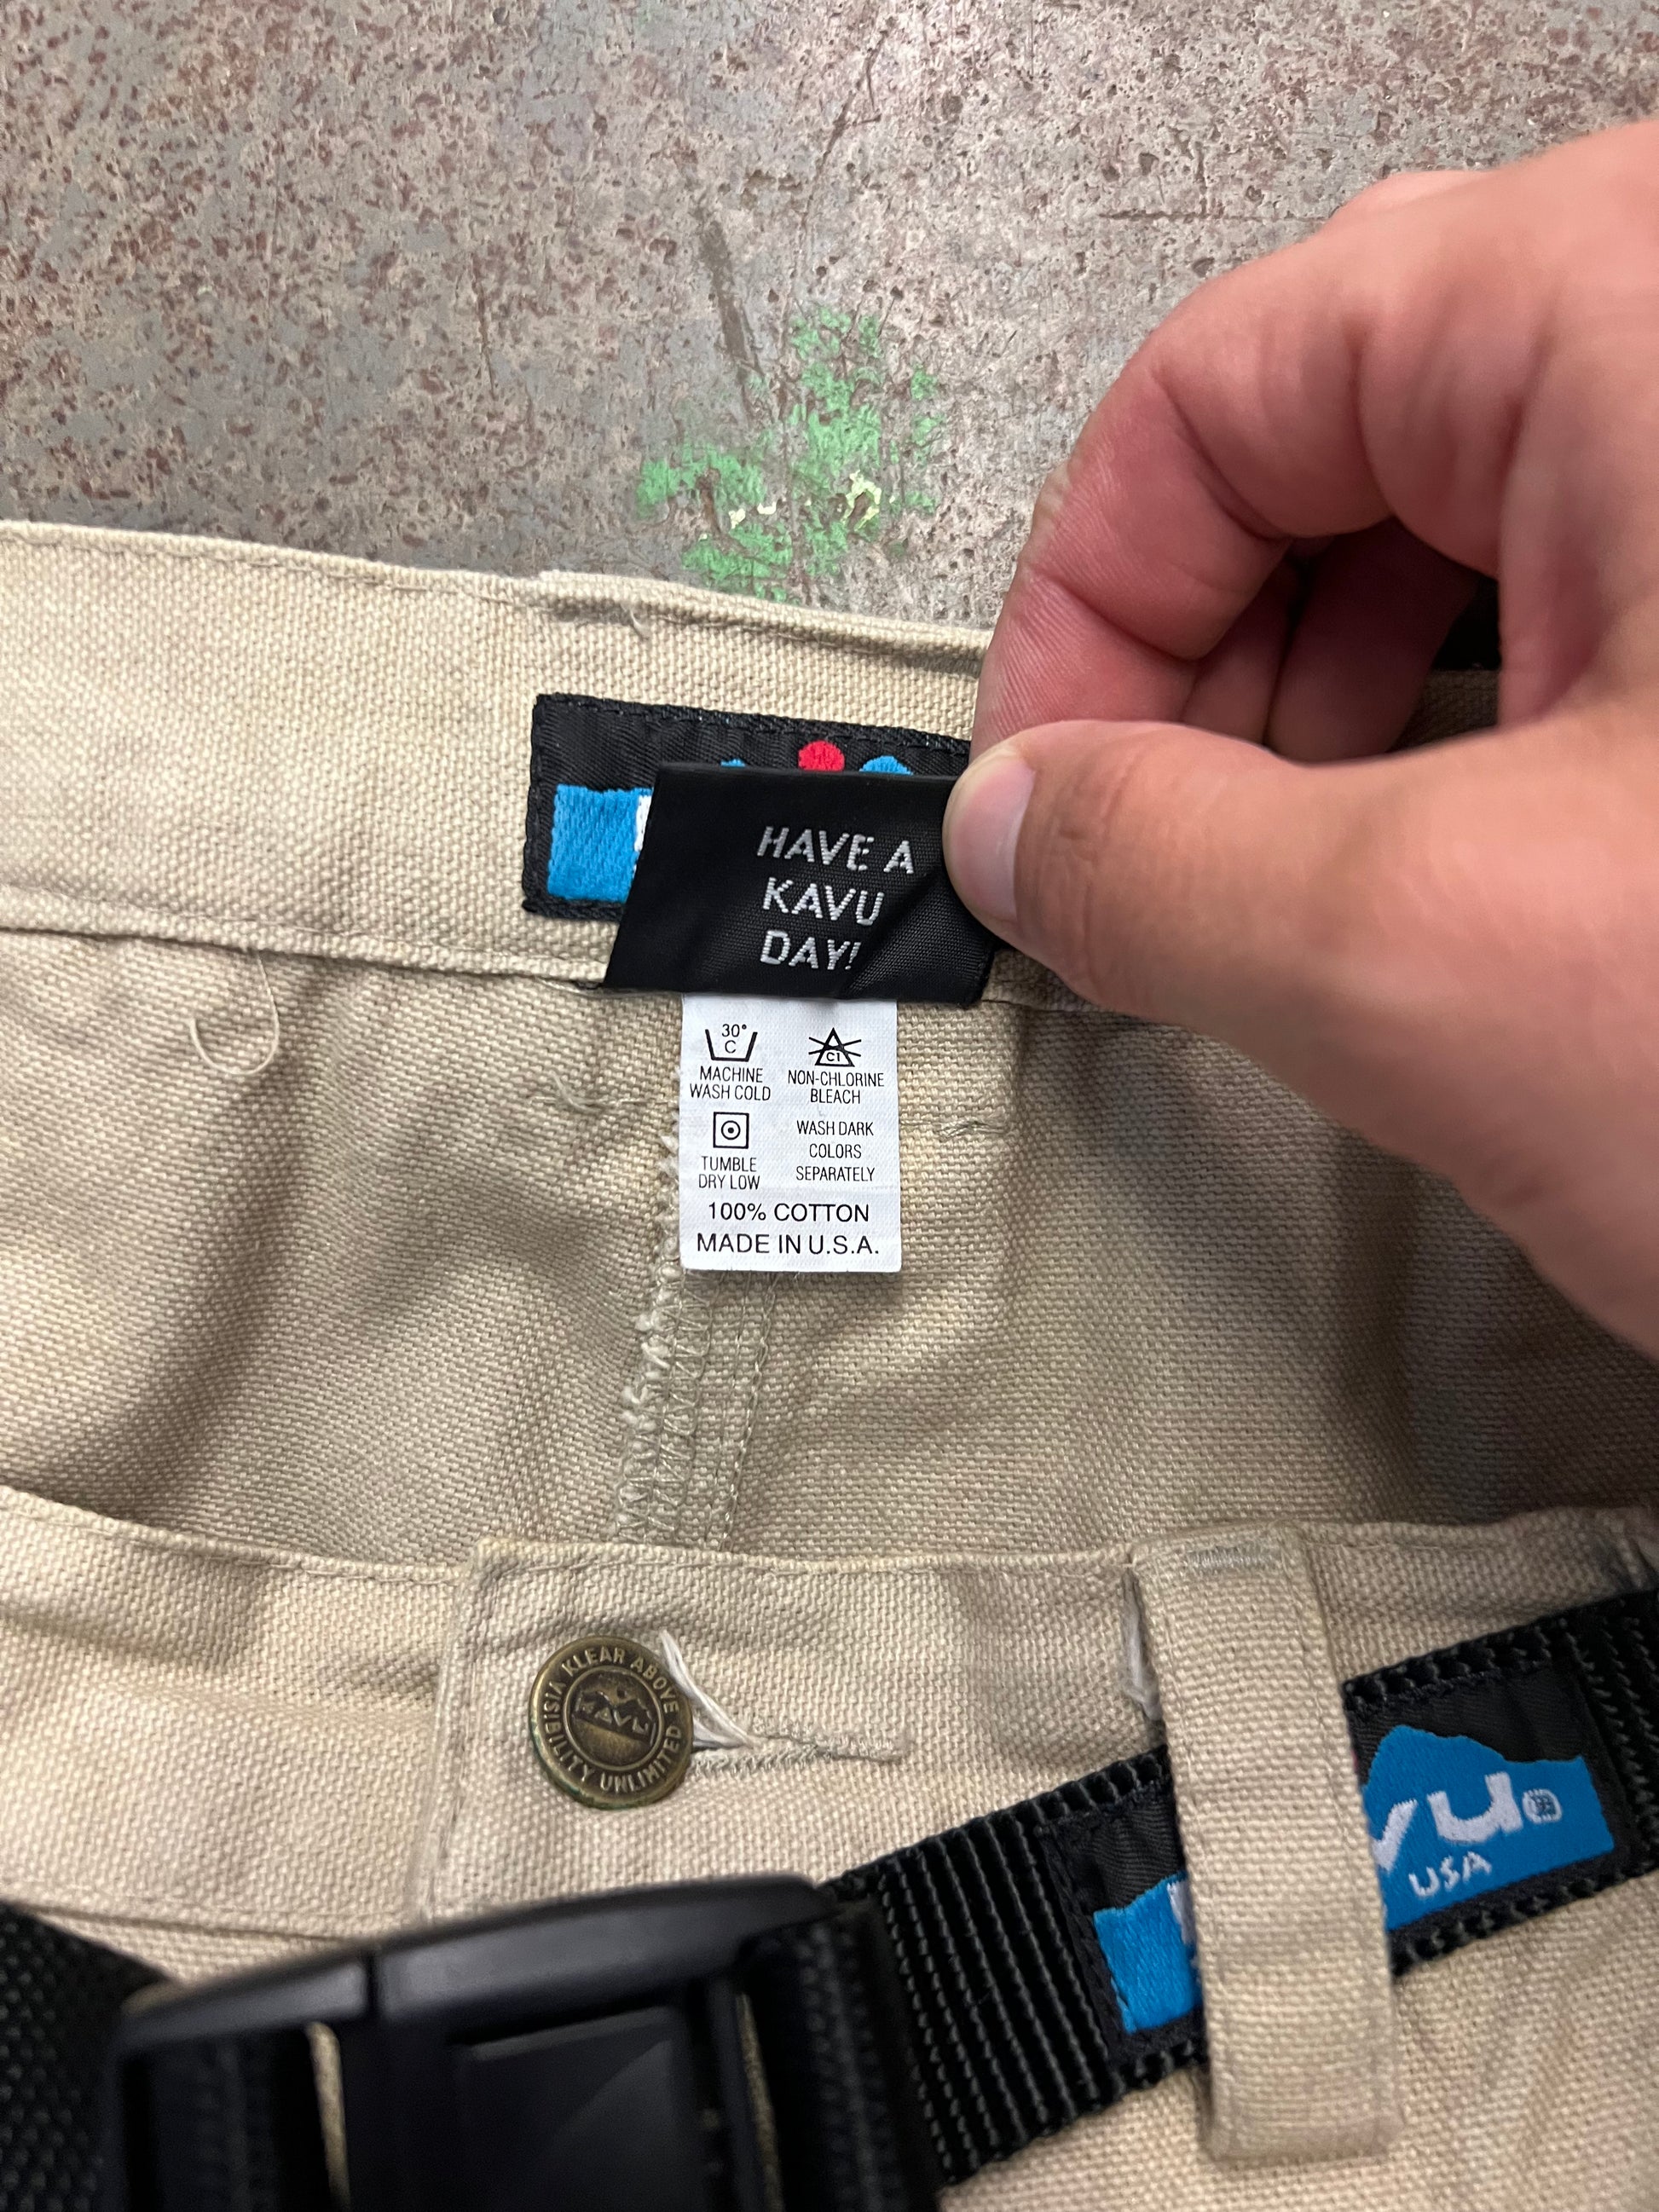 HAVE A
KAVU
DAY!
30°
C
MACHINE
WASH COLD
C1
NON-CHLORINE
BLEACH
TUMBLE
DRY LOW
WASH DARK
COLORS
SEPARATELY
100% COTTON
MADE IN U.S.A.
KLEAR ABOVE
VISIBILITY UNLIMITED
KAVU
vu
USA